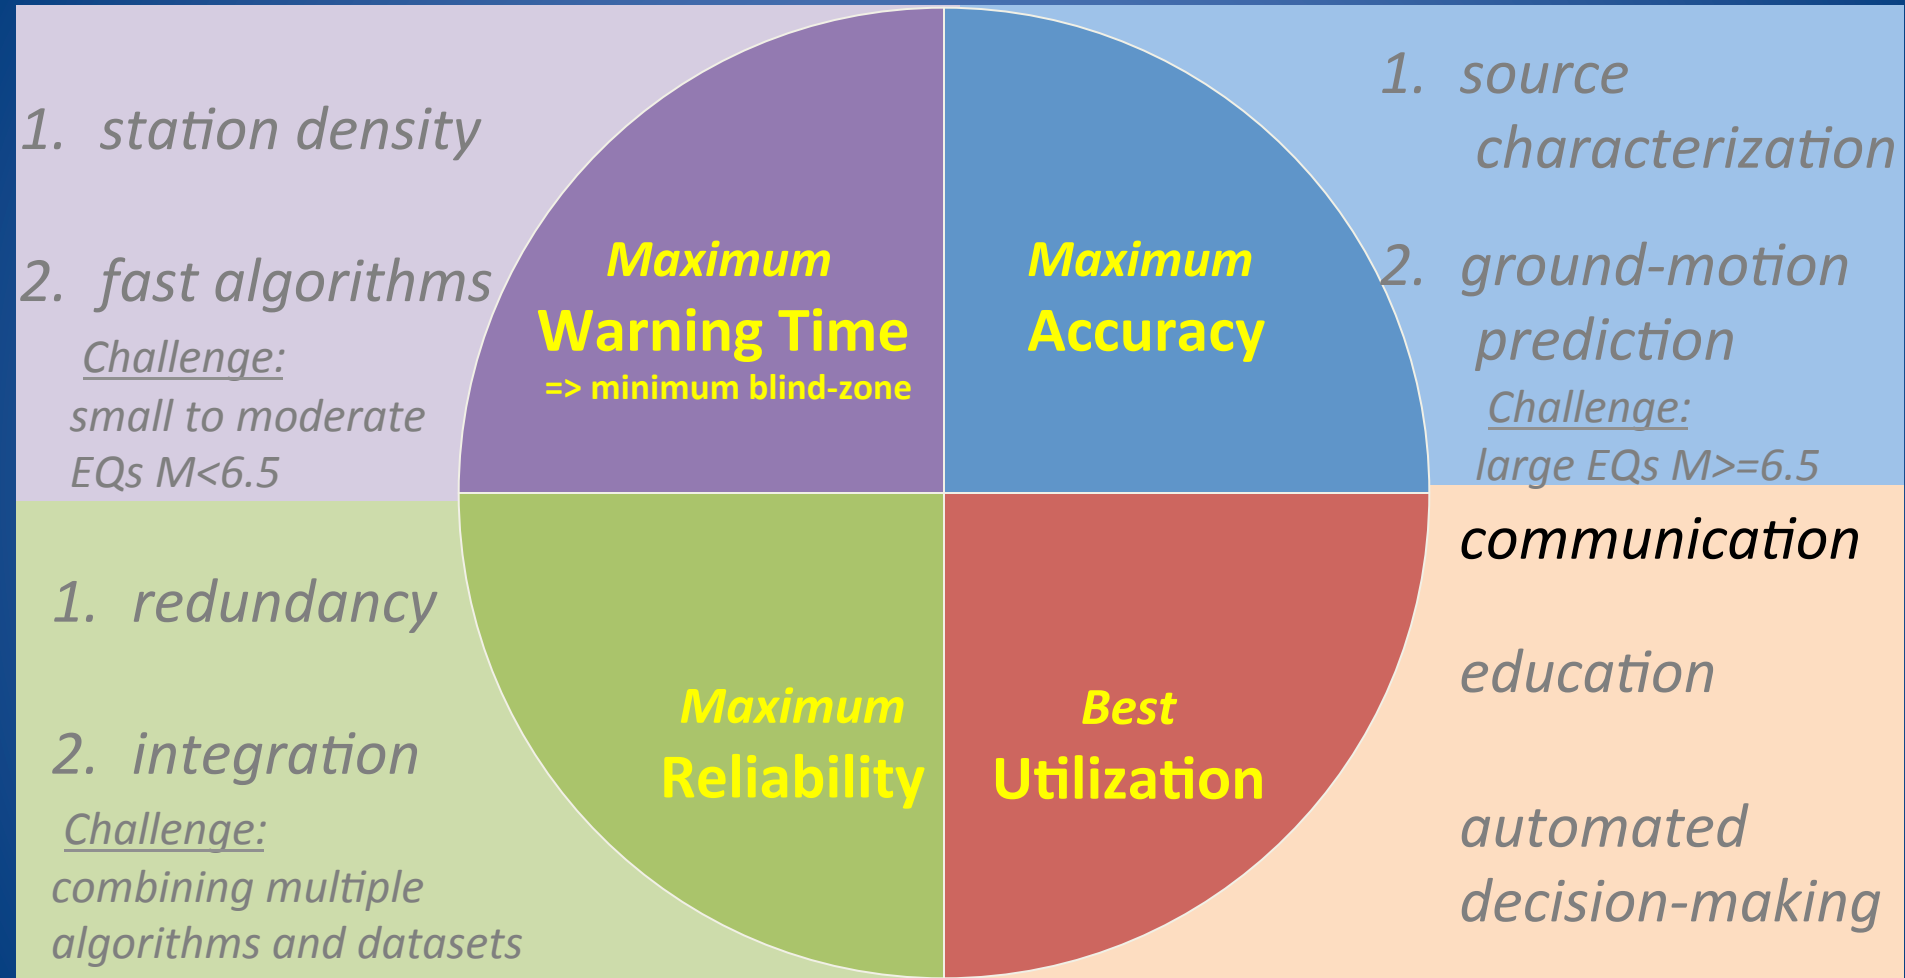 1. station density
2. fast algorithms
Challenge:
small to moderate
EQs M<6.5
Maximum
Warning Time
=> minimum blind-zone
Maximum
Accuracy
1. source
characterization
2. ground-motion
prediction
Challenge:
large EQs M>=6.5
1. redundancy
2. integration
Challenge:
combining multiple
algorithms and datasets
Maximum
Reliability
Best
Utilization
communication
education
automated
decision-making